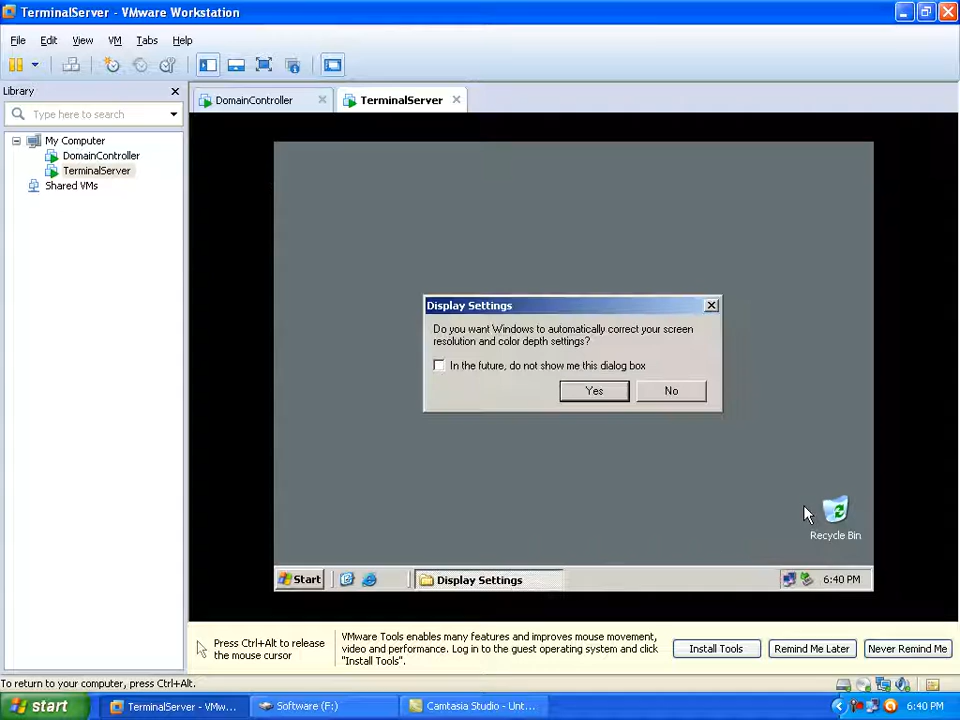 TerminalServer - VMware Workstation
File Edit View VM Tabs Help
Library
Type here to search
My Computer
DomainController
TerminalServer
Shared VMs
DomainController
TerminalServer
Display Settings
Do you want Windows to automatically correct your screen
resolution and color depth settings?
In the future, do not show me this dialog box
Yes No
Recycle Bin
Start Display Settings 6:40 PM
Press Ctrl+Alt to release
the mouse cursor
VMware Tools enables many features and improves mouse movement,
video and performance. Log in to the guest operating system and click
"Install Tools".
Install Tools Remind Me Later Never Remind Me
To return to your computer, press Ctrl+Alt.
start TerminalServer - VMw... Software (F:) Camtasia Studio - Unt... 6:40 PM